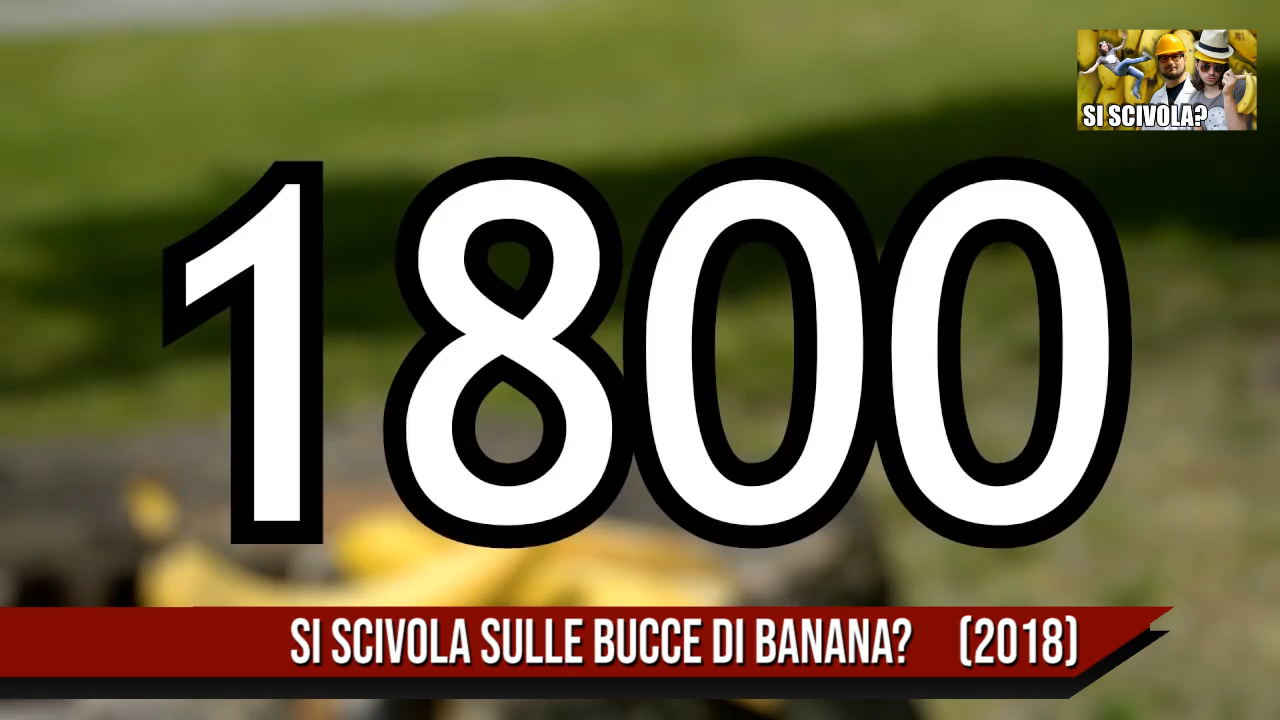 SI SCIVOLA?
1800
SI SCIVOLA SULLE BUCCE DI BANANA? (2018)